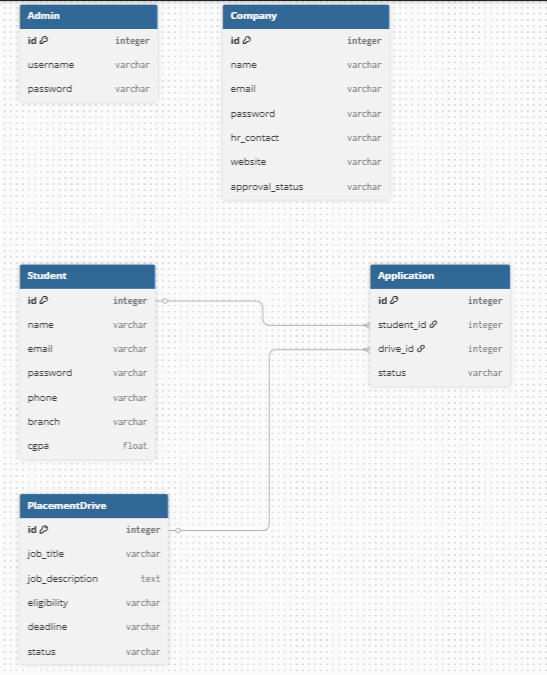 Admin
id integer
username varchar
password varchar
Company
id integer
name varchar
email varchar
password varchar
hr_contact varchar
website varchar
approval_status varchar
Student
id integer
name varchar
email varchar
password varchar
phone varchar
branch varchar
cgpa float
Application
id integer
student_id integer
drive_id integer
status varchar
PlacementDrive
id integer
job_title varchar
job_description text
eligibility varchar
deadline varchar
status varchar